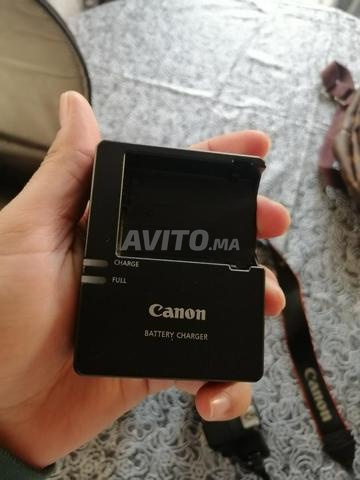 AVITO.MA
CHARGE
FULL
Canon
BATTERY CHARGER
Canon